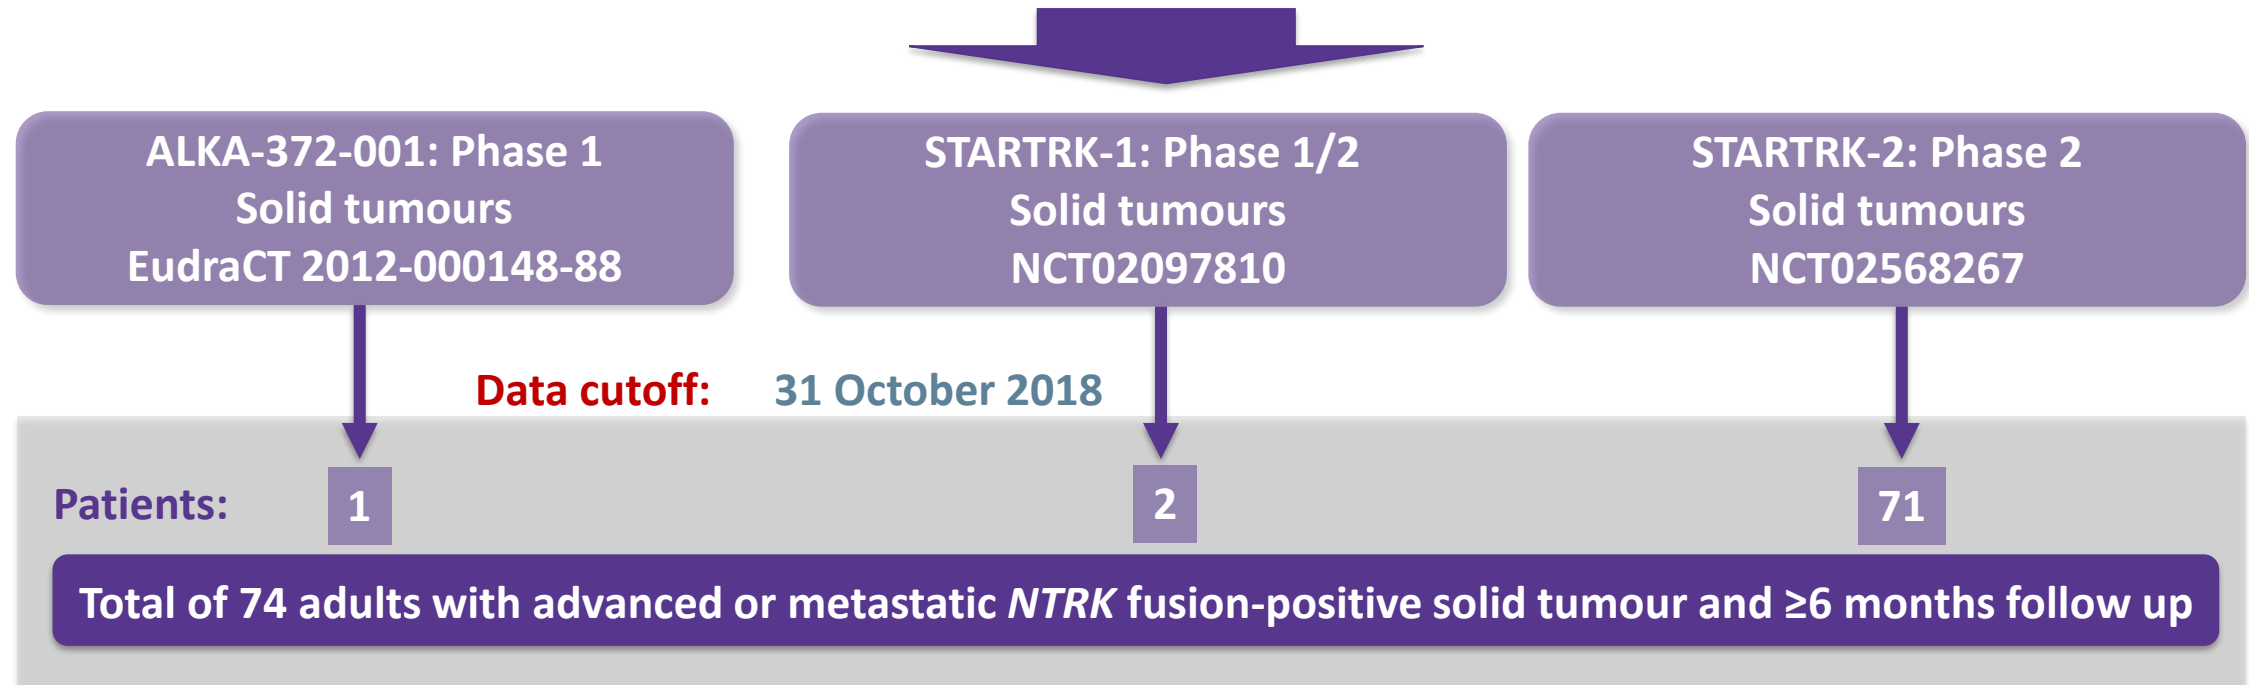 ALKA-372-001: Phase 1
Solid tumours
EudraCT 2012-000148-88
STARTRK-1: Phase 1/2
Solid tumours
NCT02097810
STARTRK-2: Phase 2
Solid tumours
NCT02568267
Data cutoff: 31 October 2018
Patients: 1 2 71
Total of 74 adults with advanced or metastatic NTRK fusion-positive solid tumour and ≥6 months follow up